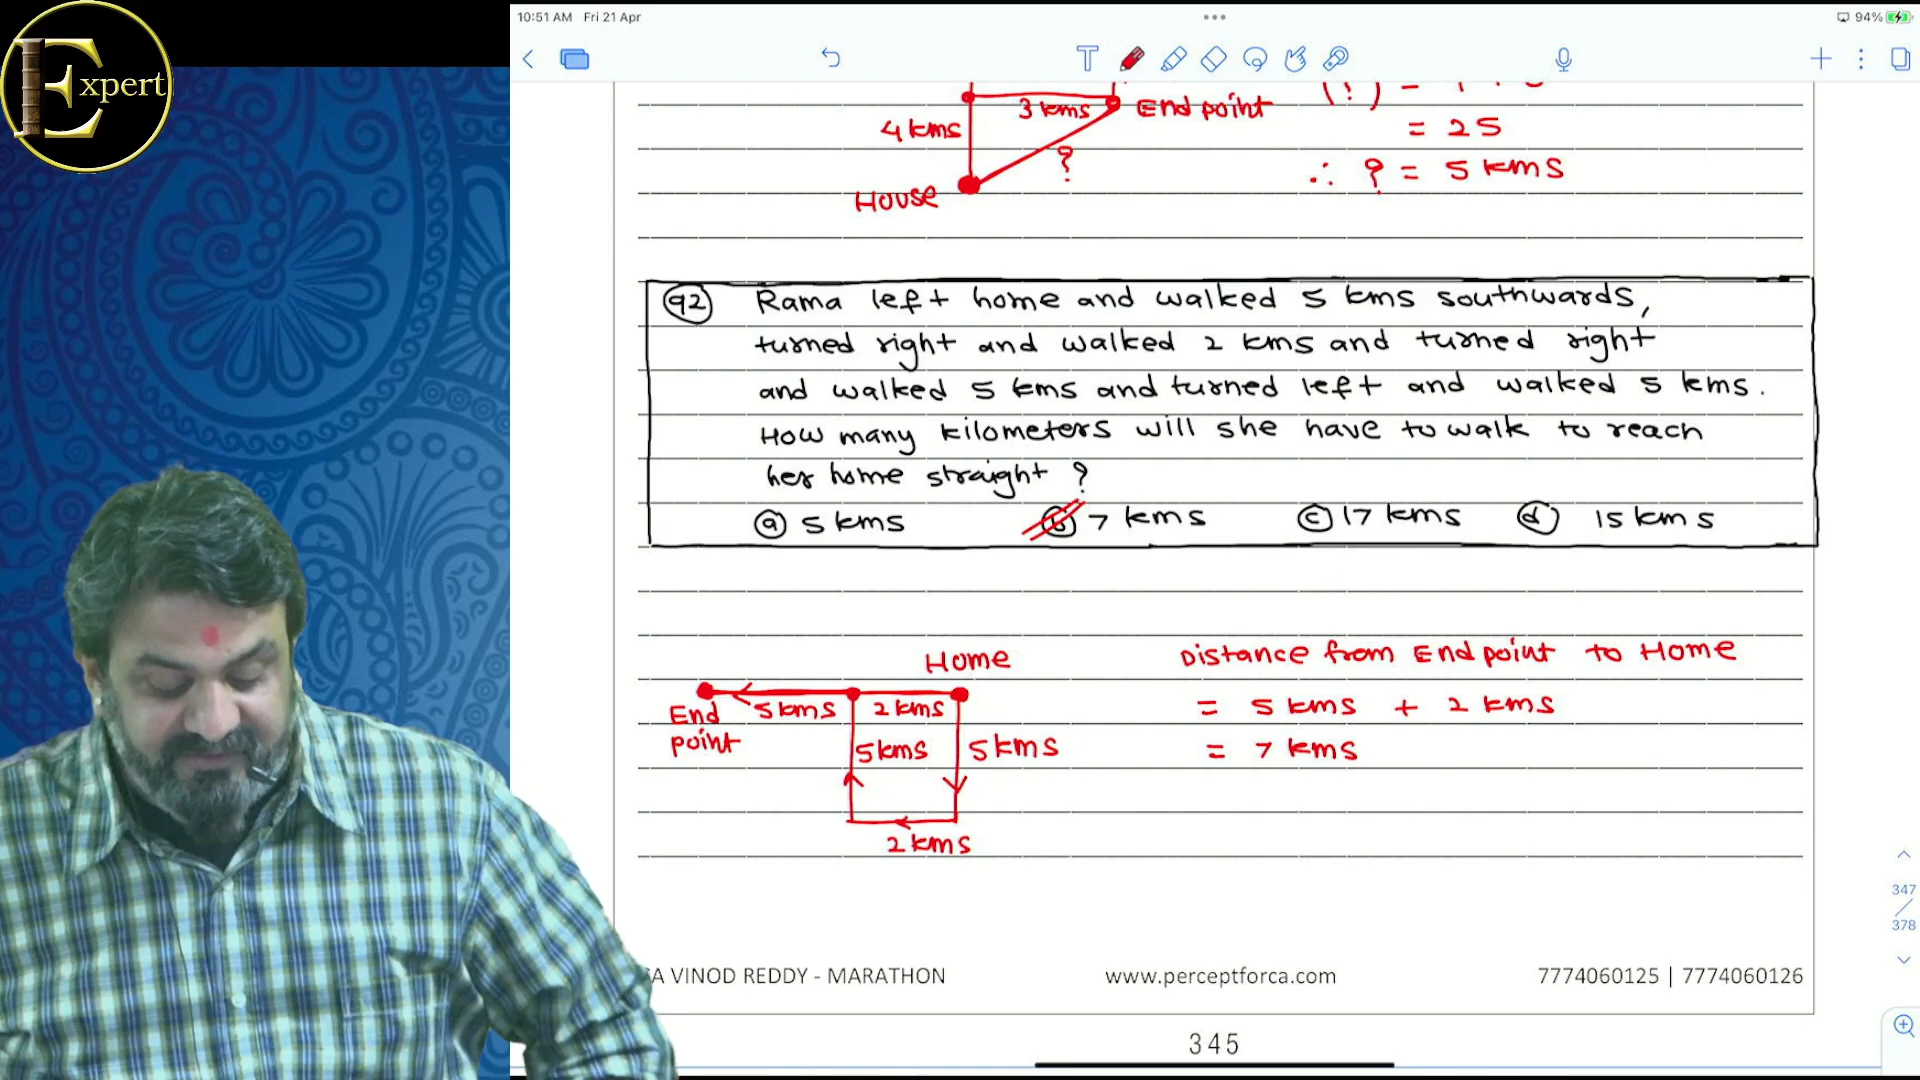 Expert
10:51 AM Fri 21 Apr
94%
T
3 kms
End point
4 kms
= 25
?
∴ ? = 5 kms
House
92 Rama left home and walked 5 kms southwards,
turned right and walked 2 kms and turned right
and walked 5 kms and turned left and walked 5 kms.
How many kilometers will she have to walk to reach
her home straight ?
a 5 kms b 7 kms c 17 kms d 15 kms
Home
Distance from End point to Home
5 kms 2 kms
= 5 kms + 2 kms
End
point
5 kms 5 kms
= 7 kms
2 kms
347
378
VINOD REDDY - MARATHON www.perceptforca.com 7774060125 | 7774060126
345